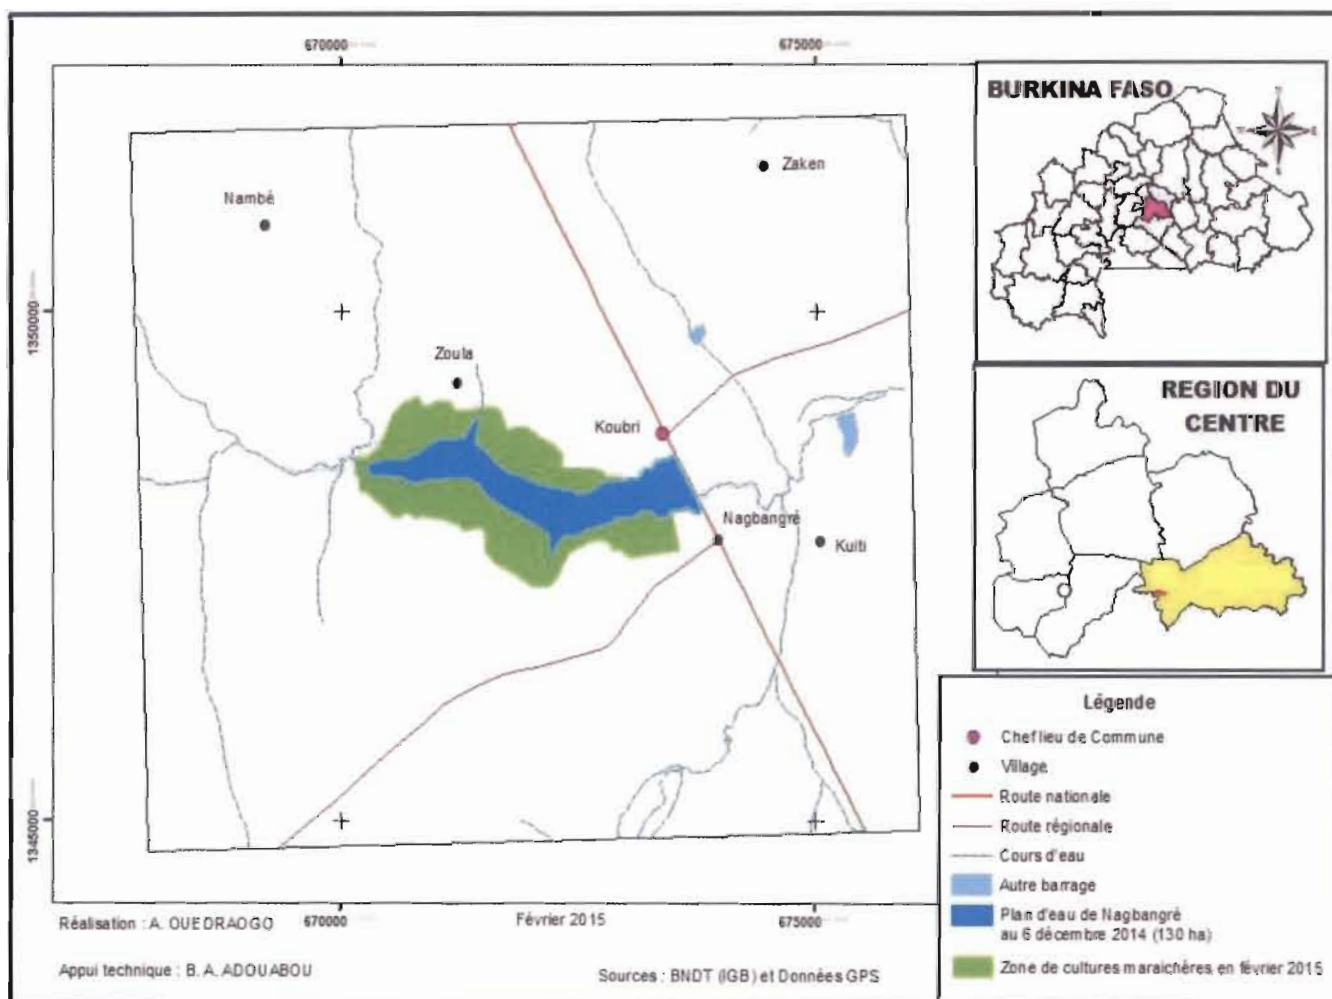 670000
675000
Nambé
Zaken
1350000
Zoula
Koubri
Nagbangré
Kuiti
1345000
670000
675000
Réalisation : A. OUEDRAOGO
Février 2015
Appui technique : B. A. ADOUABOU
Sources : BNDT (IGB) et Données GPS
BURKINA FASO
REGION DU
CENTRE
Légende
Chef lieu de Commune
Village
Route nationale
Route régionale
Cours d'eau
Autre barrage
Plan d'eau de Nagbangré
au 6 décembre 2014 (130 ha)
Zone de cultures maraichères en février 2015